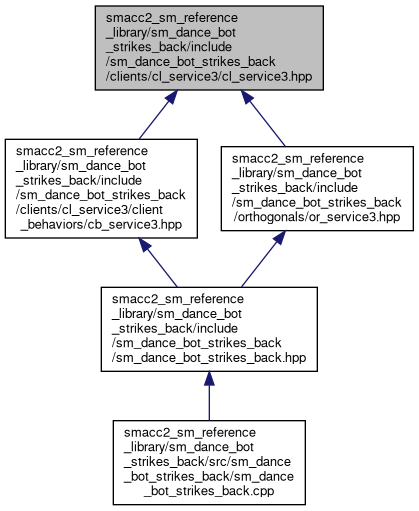 smacc2_sm_reference
_library/sm_dance_bot
_strikes_back/include
/sm_dance_bot_strikes_back
/clients/cl_service3/cl_service3.hpp
smacc2_sm_reference
_library/sm_dance_bot
_strikes_back/include
/sm_dance_bot_strikes_back
/clients/cl_service3/client
_behaviors/cb_service3.hpp
smacc2_sm_reference
_library/sm_dance_bot
_strikes_back/include
/sm_dance_bot_strikes_back
/orthogonals/or_service3.hpp
smacc2_sm_reference
_library/sm_dance_bot
_strikes_back/include
/sm_dance_bot_strikes_back
/sm_dance_bot_strikes_back.hpp
smacc2_sm_reference
_library/sm_dance_bot
_strikes_back/src/sm_dance
_bot_strikes_back/sm_dance
_bot_strikes_back.cpp